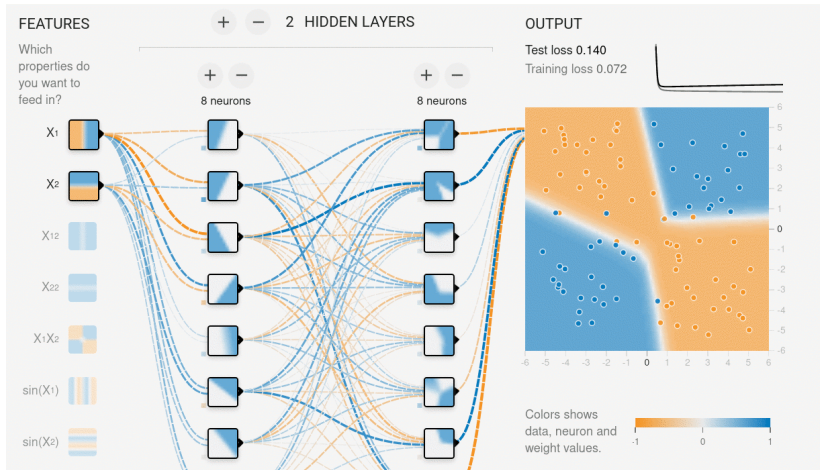 FEATURES
Which
properties do
you want to
feed in?
X1
X2
X12
X22
X1X2
sin(X1)
sin(X2)
+ − 2 HIDDEN LAYERS
+ −
8 neurons
+ −
8 neurons
OUTPUT
Test loss 0.140
Training loss 0.072
6
5
4
3
2
1
0
-1
-2
-3
-4
-5
-6
-6 -5 -4 -3 -2 -1 0 1 2 3 4 5 6
Colors shows
data, neuron and
weight values.
-1 0 1